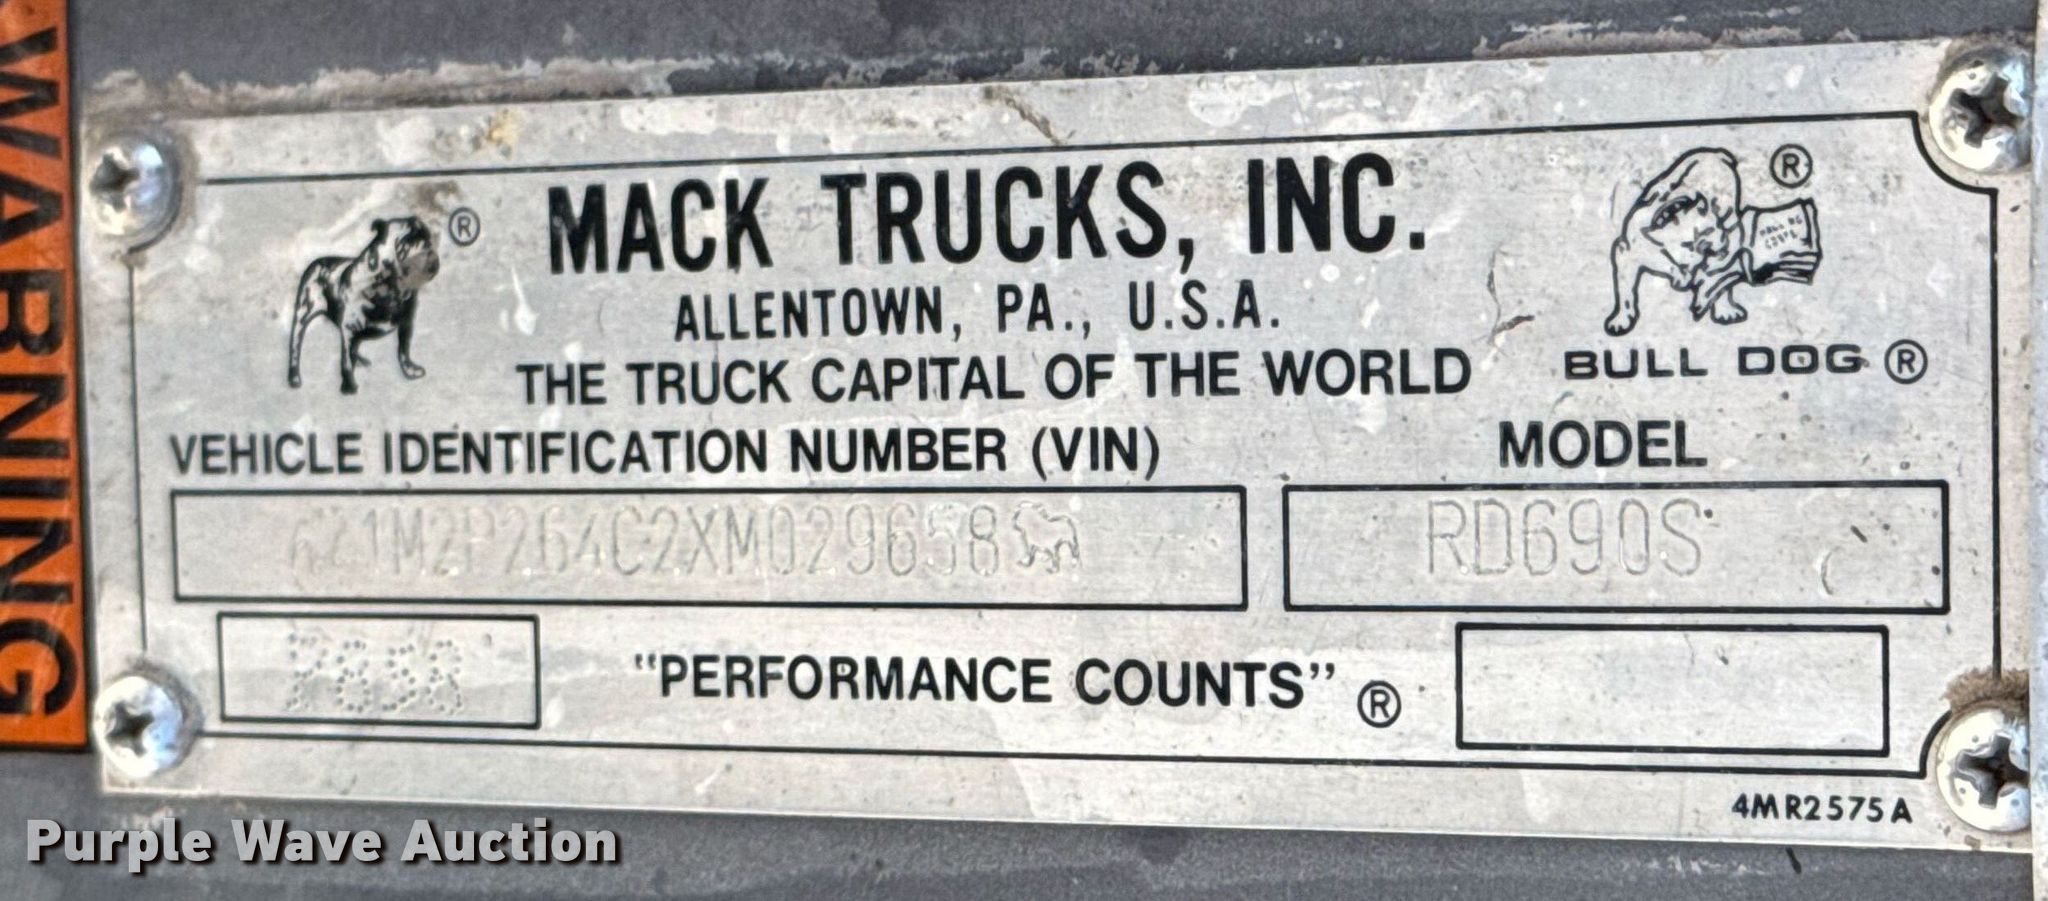 WARNING
®
MACK TRUCKS, INC.
®
ALLENTOWN, PA., U.S.A.
THE TRUCK CAPITAL OF THE WORLD
BULL DOG ®
VEHICLE IDENTIFICATION NUMBER (VIN)
MODEL
1M2P264C2XM029658
RD690S
"PERFORMANCE COUNTS" ®
4MR2575A
Purple Wave Auction